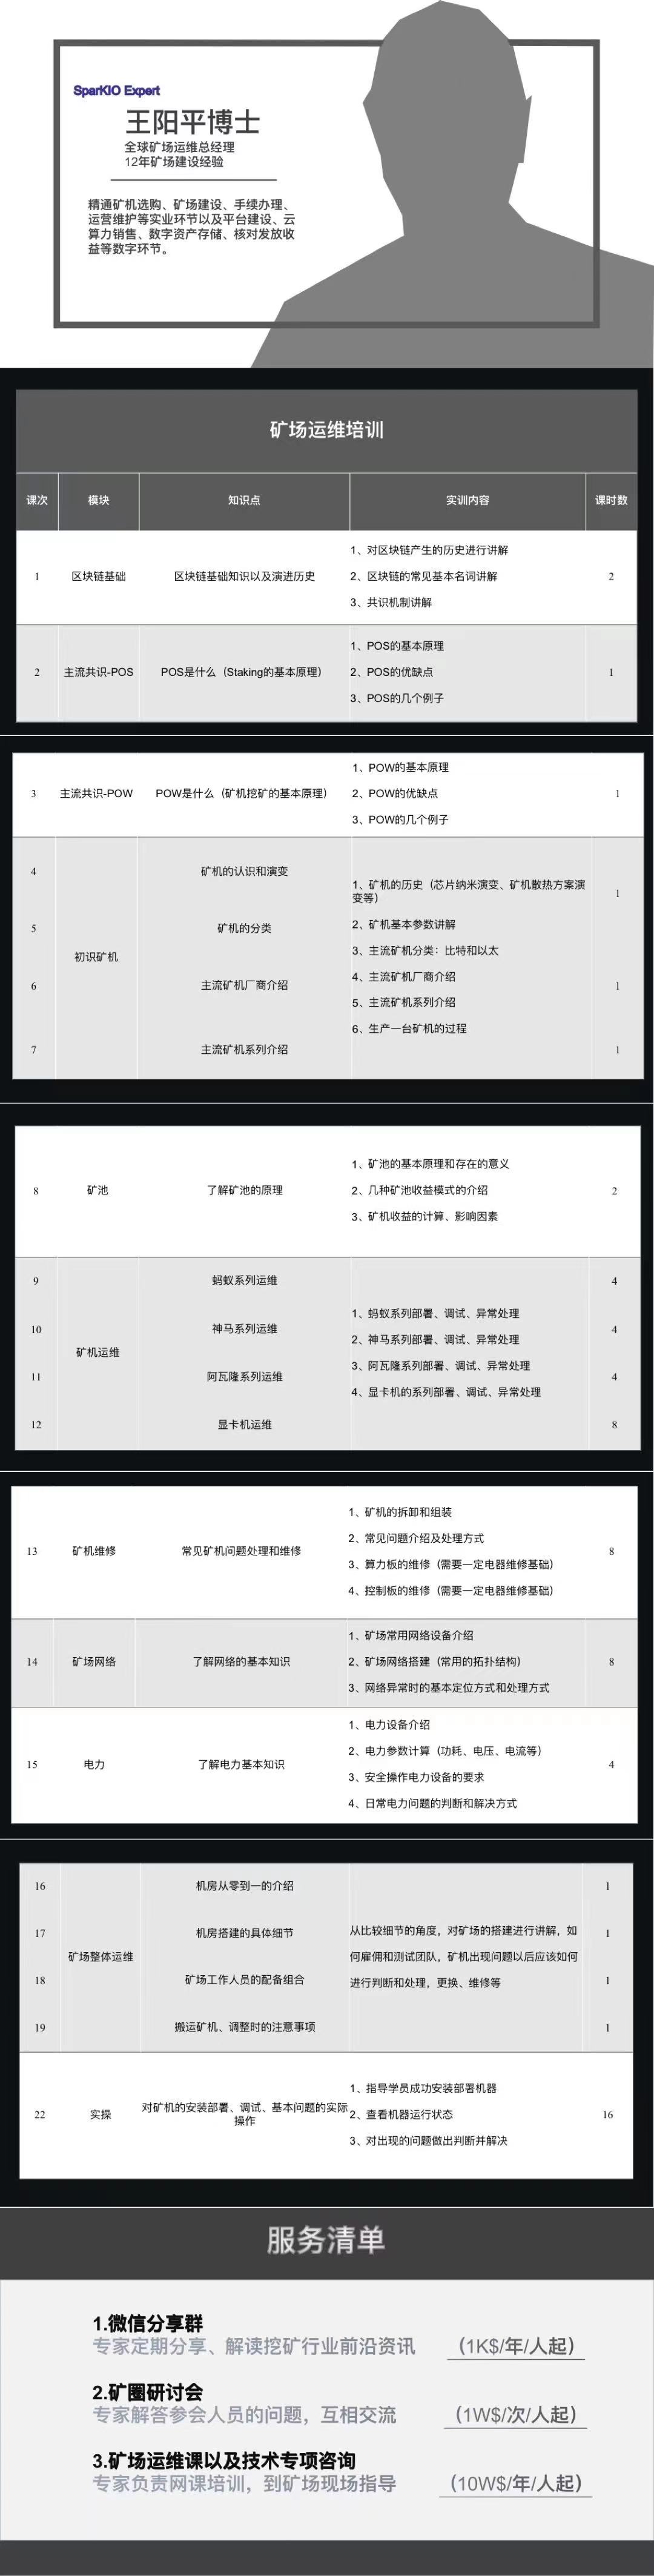 SparKIO Expert
王阳平博士
全球矿场运维总经理
12年矿场建设经验
精通矿机选购、矿场建设、手续办理、
运营维护等实业环节以及平台建设、云
算力销售、数字资产存储、核对发放收
益等数字环节。
矿场运维培训
课次 模块 知识点 实训内容 课时数
1、对区块链产生的历史进行讲解
1 区块链基础 区块链基础知识以及演进历史 2、区块链的常见基本名词讲解 2
3、共识机制讲解
1、POS的基本原理
2 主流共识-POS POS是什么（Staking的基本原理） 2、POS的优缺点 1
3、POS的几个例子
1、POW的基本原理
3 主流共识-POW POW是什么（矿机挖矿的基本原理） 2、POW的优缺点 1
3、POW的几个例子
4 矿机的认识和演变
1、矿机的历史（芯片纳米演变、矿机散热方案演
变等） 1
5 矿机的分类 2、矿机基本参数讲解
初识矿机 3、主流矿机分类：比特和以太
6 主流矿机厂商介绍 4、主流矿机厂商介绍 1
5、主流矿机系列介绍
6、生产一台矿机的过程
7 主流矿机系列介绍 1
1、矿池的基本原理和存在的意义
8 矿池 了解矿池的原理 2、几种矿池收益模式的介绍 2
3、矿机收益的计算、影响因素
9 蚂蚁系列运维 4
1、蚂蚁系列部署、调试、异常处理
10 神马系列运维 4
2、神马系列部署、调试、异常处理
矿机运维
3、阿瓦隆系列部署、调试、异常处理
11 阿瓦隆系列运维 4
4、显卡机的系列部署、调试、异常处理
12 显卡机运维 8
1、矿机的拆卸和组装
2、常见问题介绍及处理方式
13 矿机维修 常见矿机问题处理和维修 8
3、算力板的维修（需要一定电器维修基础）
4、控制板的维修（需要一定电器维修基础）
1、矿场常用网络设备介绍
14 矿场网络 了解网络的基本知识 2、矿场网络搭建（常用的拓扑结构） 8
3、网络异常时的基本定位方式和处理方式
1、电力设备介绍
2、电力参数计算（功耗、电压、电流等）
15 电力 了解电力基本知识 4
3、安全操作电力设备的要求
4、日常电力问题的判断和解决方式
16 机房从零到一的介绍 1
17 机房搭建的具体细节 从比较细节的角度，对矿场的搭建进行讲解，如 1
矿场整体运维 何雇佣和测试团队，矿机出现问题以后应该如何
18 矿场工作人员的配备组合 进行判断和处理，更换、维修等 1
19 搬运矿机、调整时的注意事项 1
1、指导学员成功安装部署机器
22 实操 对矿机的安装部署、调试、基本问题的实际 2、查看机器运行状态 16
操作
3、对出现的问题做出判断并解决
服务清单
1.微信分享群
专家定期分享、解读挖矿行业前沿资讯 （1K$/年/人起）
2.矿圈研讨会
专家解答参会人员的问题，互相交流 （1W$/次/人起）
3.矿场运维课以及技术专项咨询
专家负责网课培训，到矿场现场指导 （10W$/年/人起）